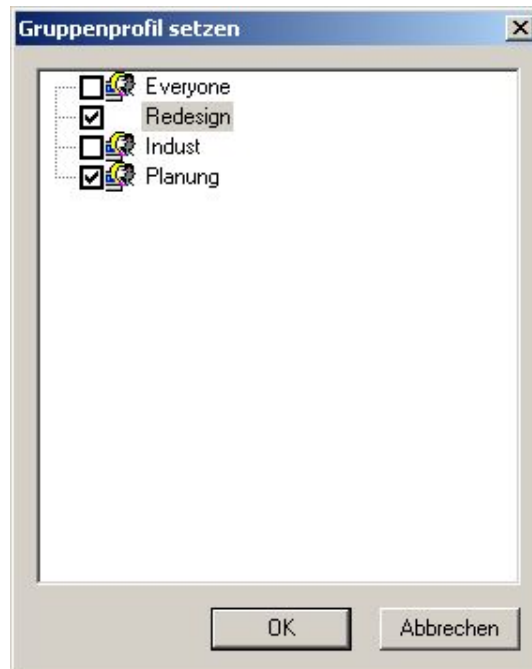 Gruppenprofil setzen
Everyone
Redesign
Indust
Planung
OK Abbrechen